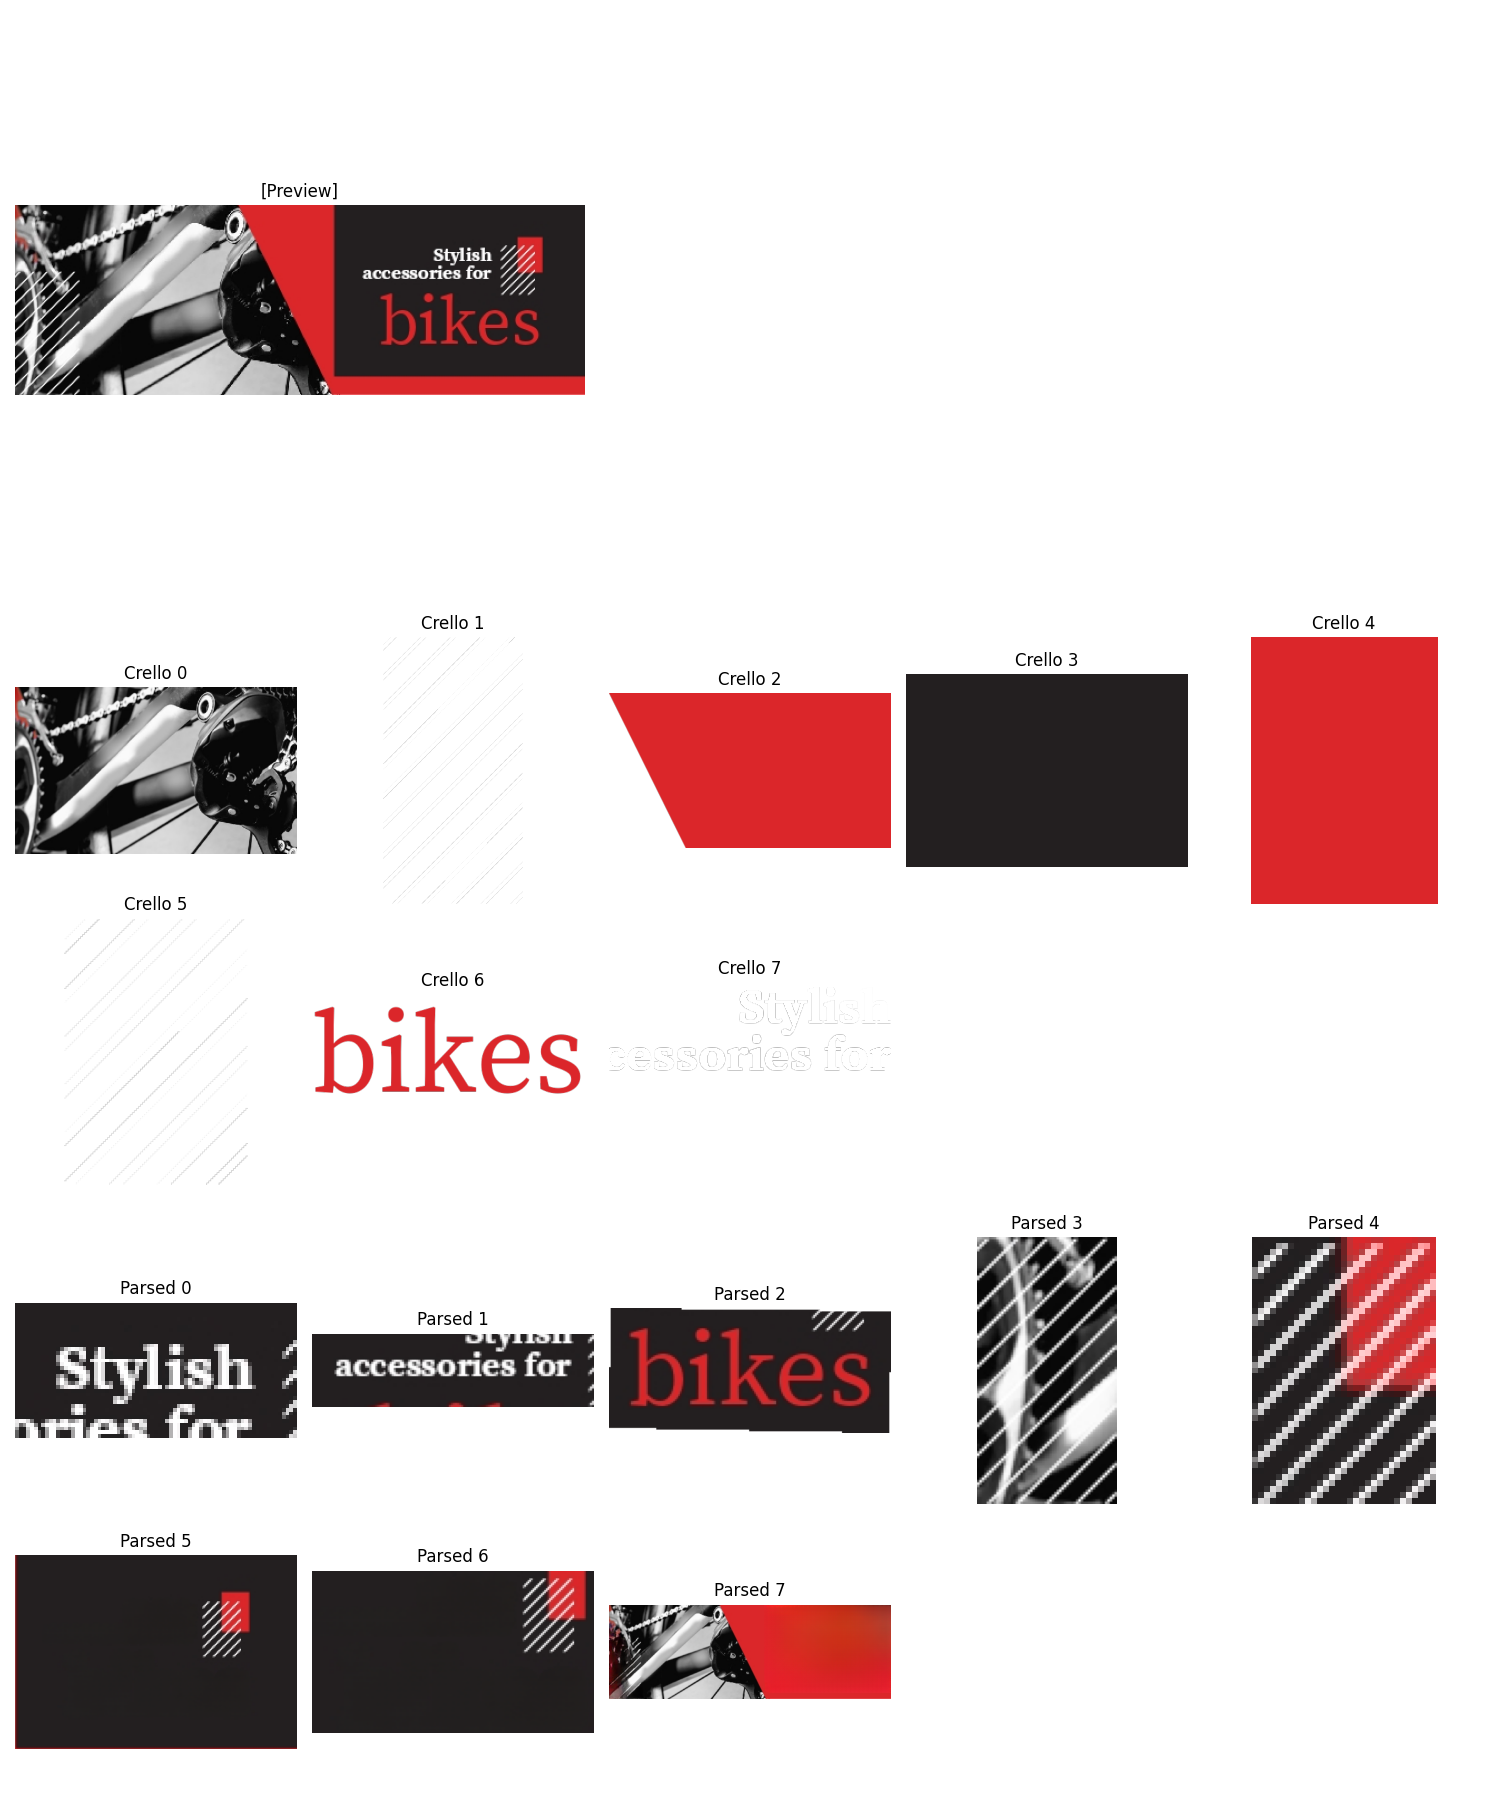 [Preview]
Stylish
accessories for
bikes
Crello 0
Crello 1
Crello 2
Crello 3
Crello 4
Crello 5
Crello 6
bikes
Crello 7
Stylish
cessories for
Parsed 0
Stylish
ories for
Parsed 1
Stylish
accessories for
Parsed 2
bikes
Parsed 3
Parsed 4
Parsed 5
Parsed 6
Parsed 7